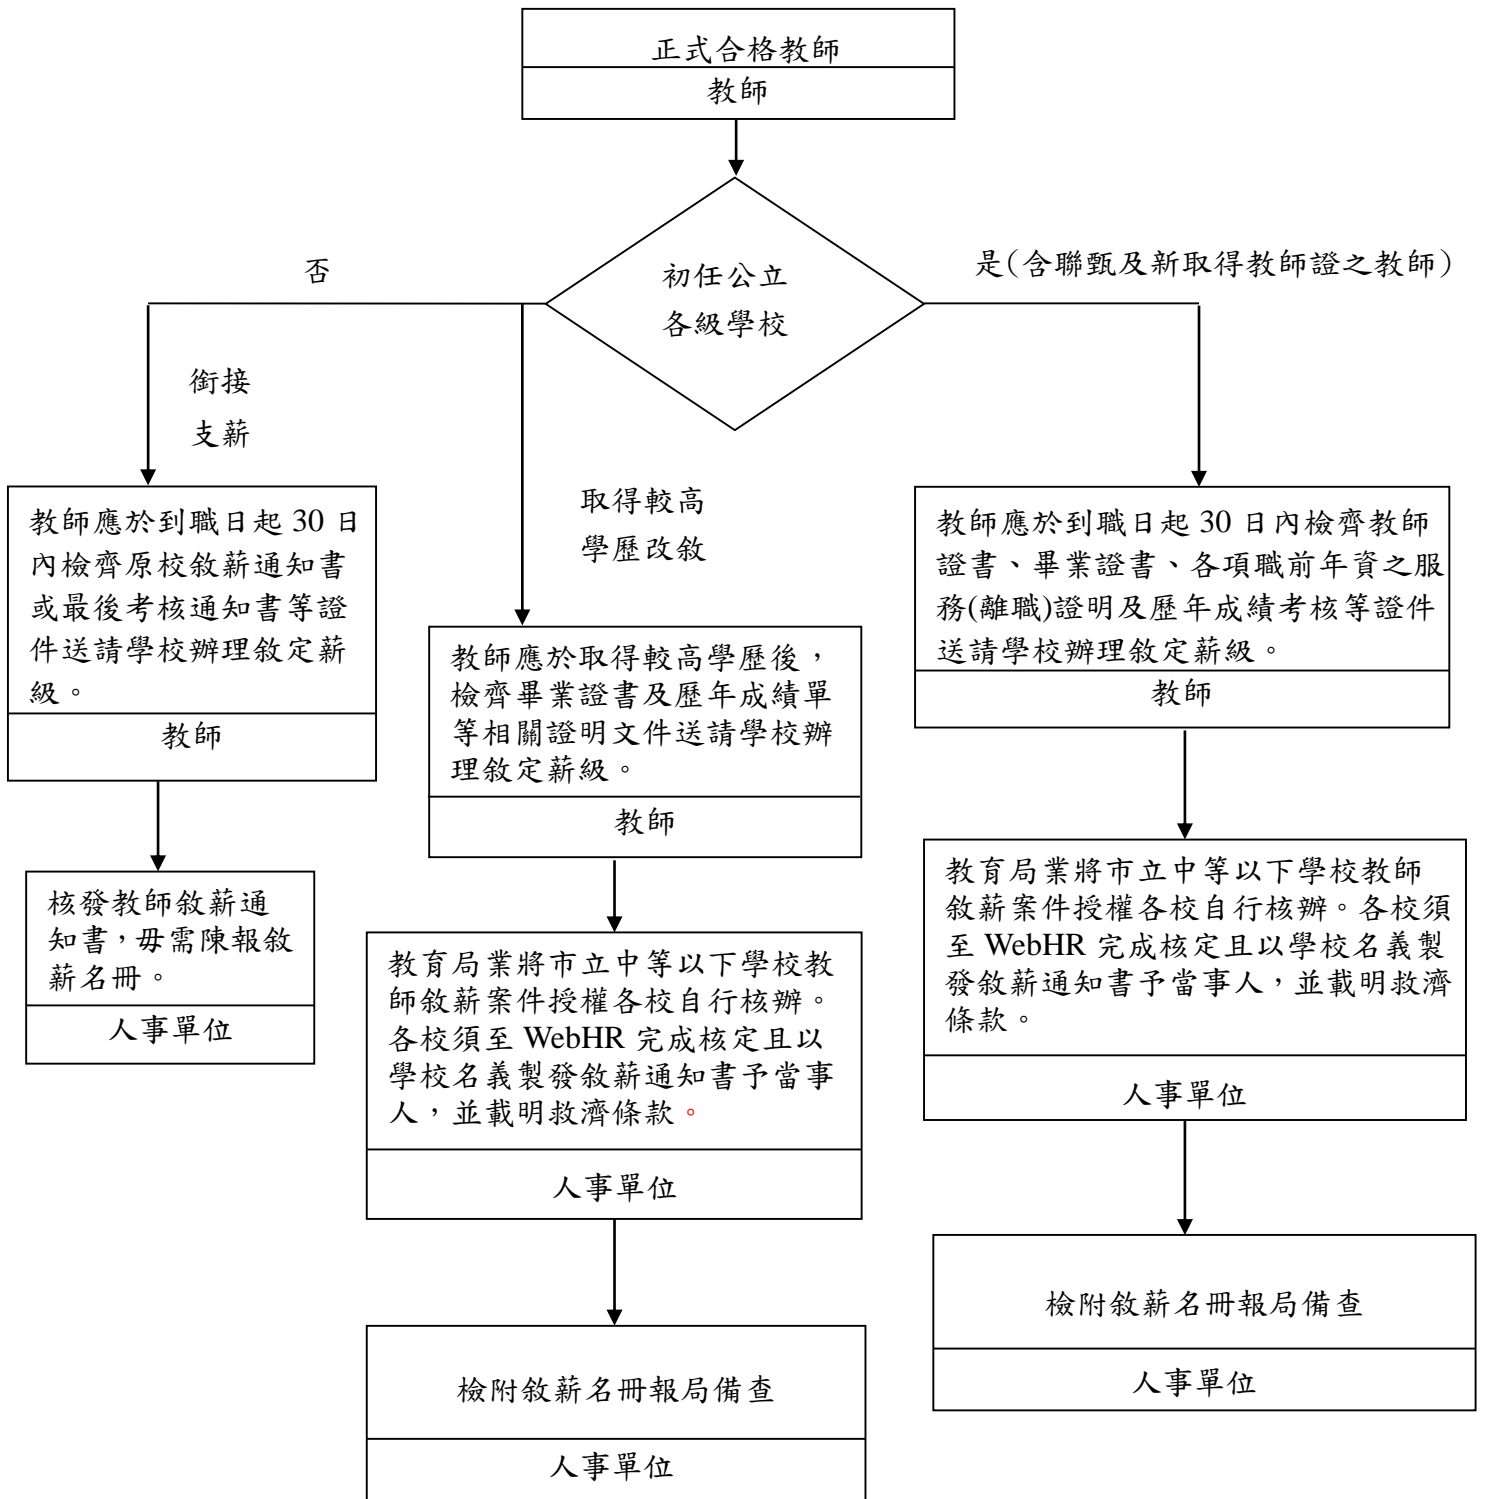 正式合格教師
教師
初任公立
各級學校
否
是(含聯甄及新取得教師證之教師)
銜接
支薪
取得較高
學歷改敘
教師應於到職日起 30 日
內檢齊原校敘薪通知書
或最後考核通知書等證
件送請學校辦理敘定薪
級。
教師
核發教師敘薪通
知書，毋需陳報敘
薪名冊。
人事單位
教師應於取得較高學歷後，
檢齊畢業證書及歷年成績單
等相關證明文件送請學校辦
理敘定薪級。
教師
教育局業將市立中等以下學校教
師敘薪案件授權各校自行核辦。
各校須至 WebHR 完成核定且以
學校名義製發敘薪通知書予當事
人，並載明救濟條款。
人事單位
檢附敘薪名冊報局備查
人事單位
教師應於到職日起 30 日內檢齊教師
證書、畢業證書、各項職前年資之服
務(離職)證明及歷年成績考核等證件
送請學校辦理敘定薪級。
教師
教育局業將市立中等以下學校教師
敘薪案件授權各校自行核辦。各校須
至 WebHR 完成核定且以學校名義製
發敘薪通知書予當事人，並載明救濟
條款。
人事單位
檢附敘薪名冊報局備查
人事單位